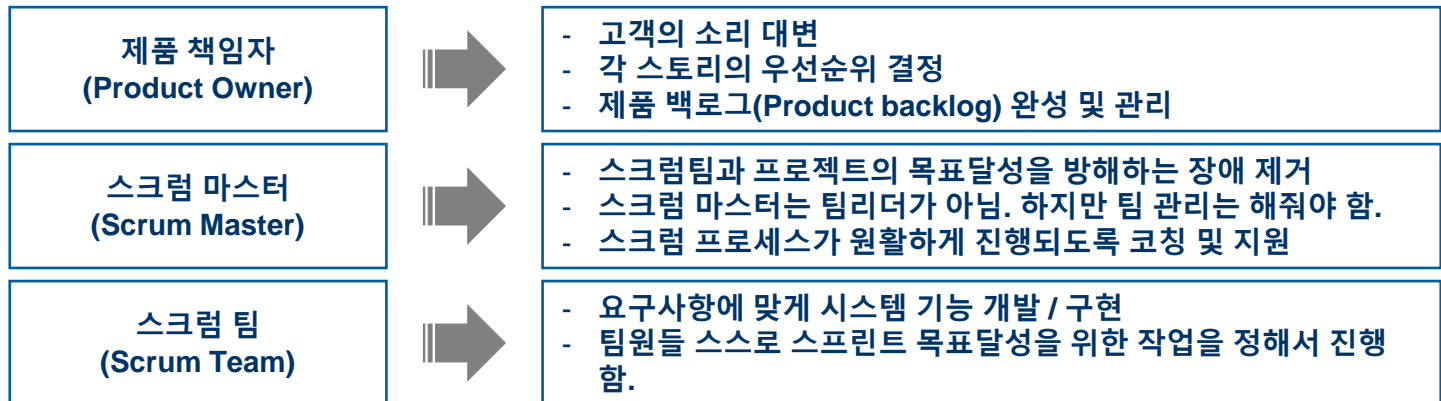 제품 책임자
(Product Owner)
- 고객의 소리 대변
- 각 스토리의 우선순위 결정
- 제품 백로그(Product backlog) 완성 및 관리
스크럼 마스터
(Scrum Master)
- 스크럼팀과 프로젝트의 목표달성을 방해하는 장애 제거
- 스크럼 마스터는 팀리더가 아님. 하지만 팀 관리는 해줘야 함.
- 스크럼 프로세스가 원활하게 진행되도록 코칭 및 지원
스크럼 팀
(Scrum Team)
- 요구사항에 맞게 시스템 기능 개발 / 구현
- 팀원들 스스로 스프린트 목표달성을 위한 작업을 정해서 진행
함.